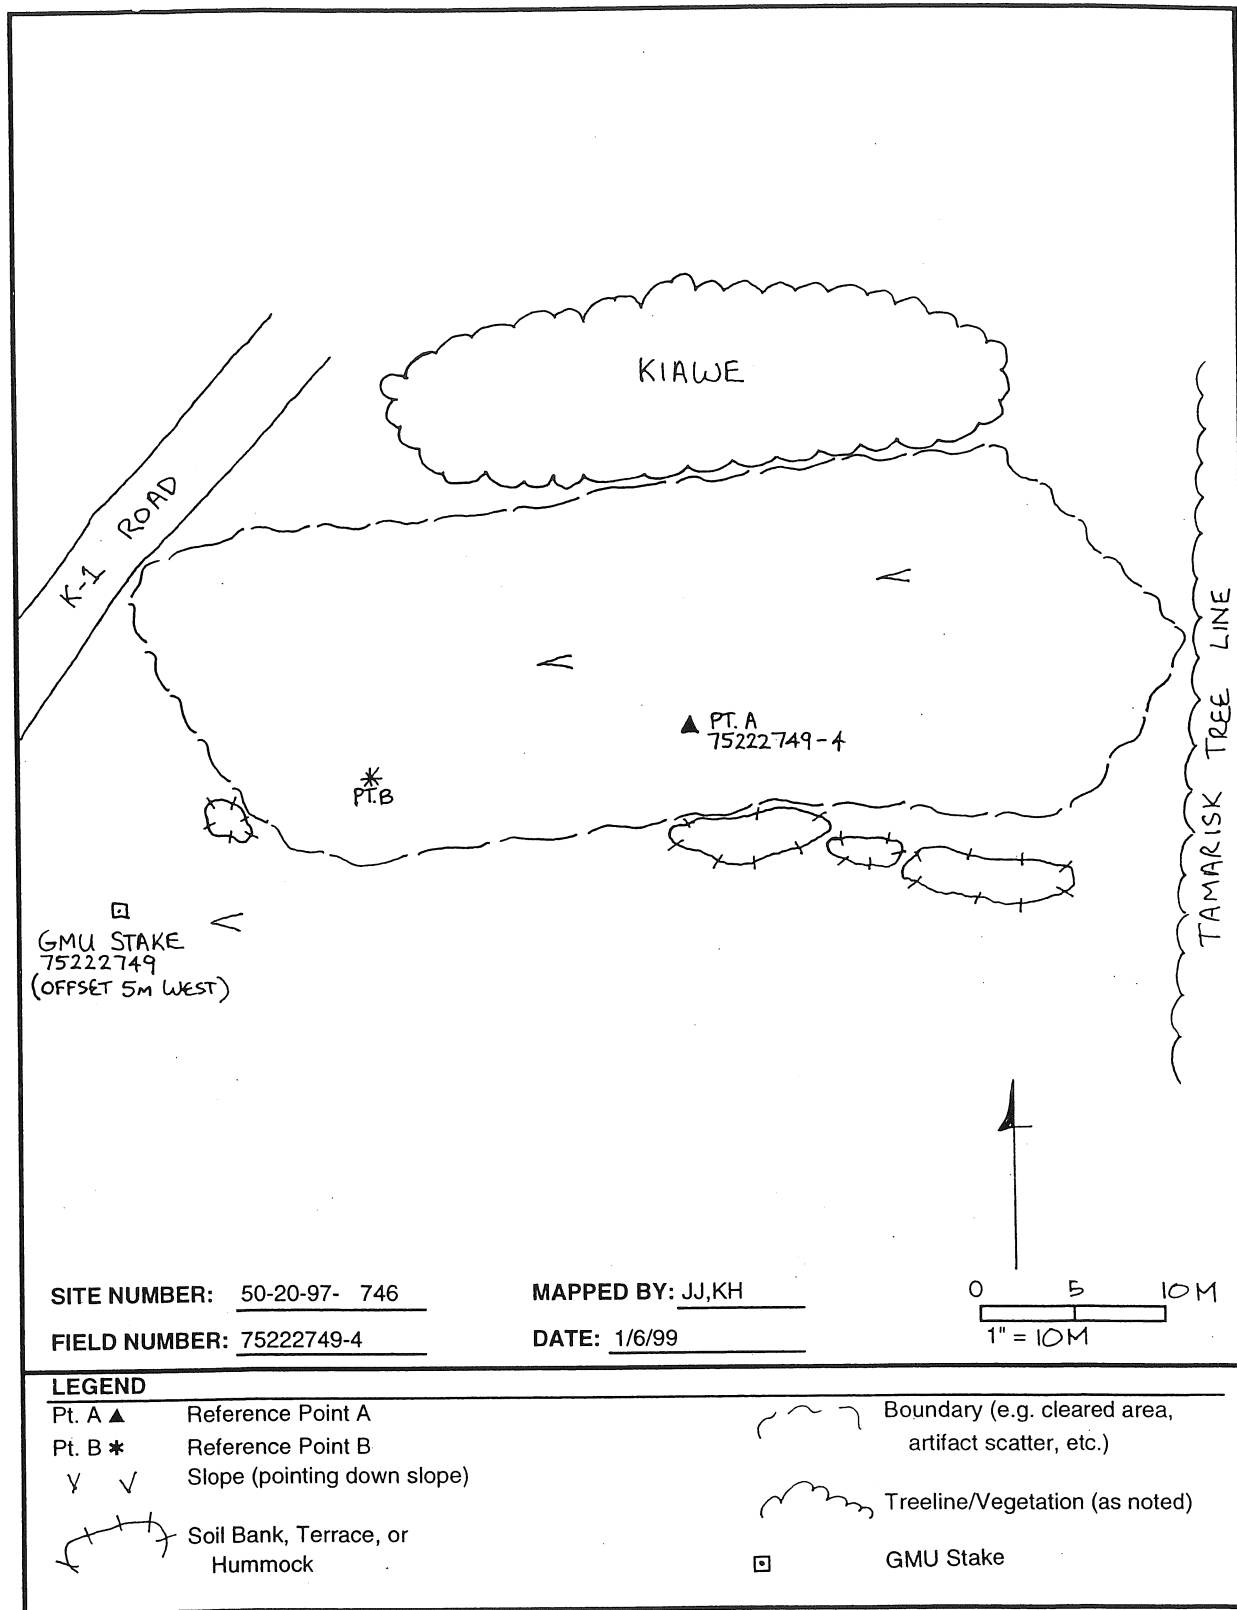 KIAWE
K-1 ROAD
PT. A
75222749-4
PT.B
TAMARISK TREE LINE
GMU STAKE
75222749
(OFFSET 5M WEST)
SITE NUMBER: 50-20-97- 746
FIELD NUMBER: 75222749-4
MAPPED BY: JJ,KH
DATE: 1/6/99
0 5 10M
1" = 10M
LEGEND
Pt. A Reference Point A
Pt. B Reference Point B
Slope (pointing down slope)
Soil Bank, Terrace, or
Hummock
Boundary (e.g. cleared area,
artifact scatter, etc.)
Treeline/Vegetation (as noted)
GMU Stake